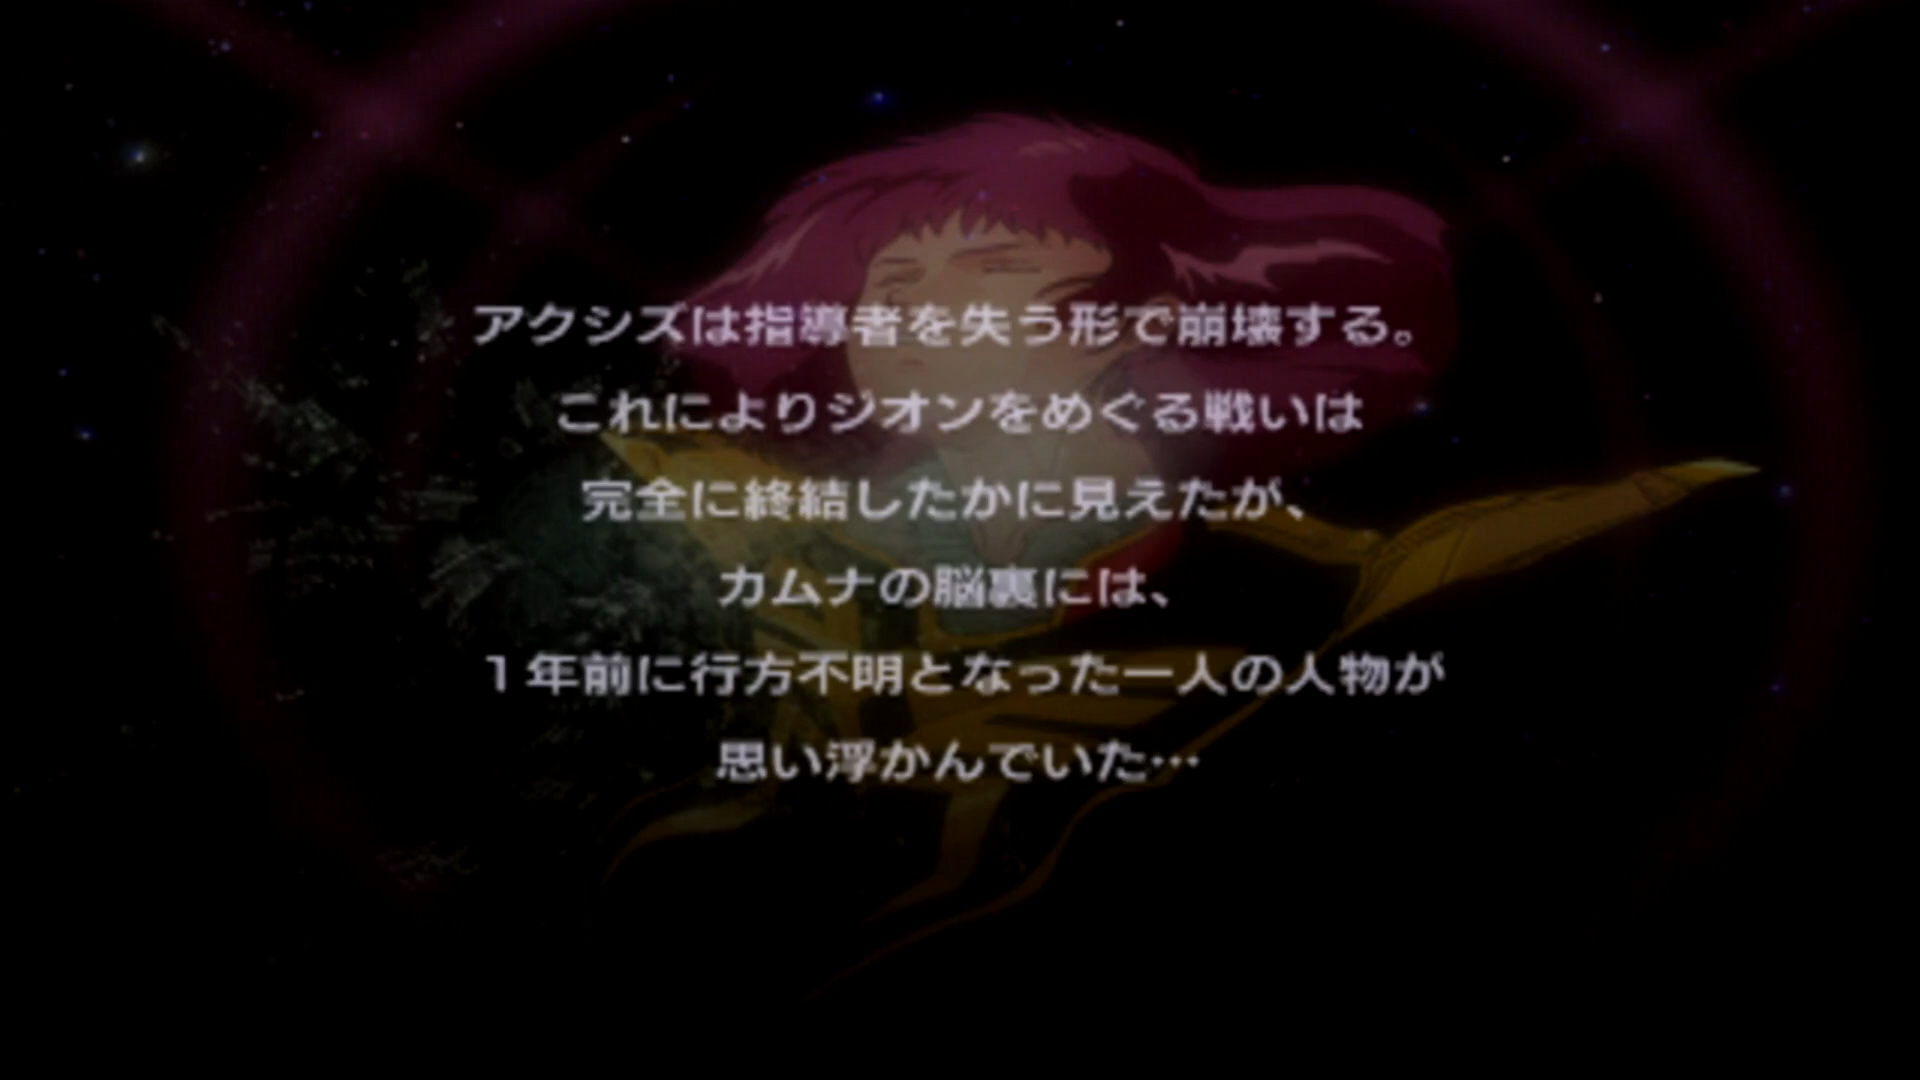 アクシズは指導者を失う形で崩壊する。
これによりジオンをめぐる戦いは
完全に終結したかに見えたが、
カムナの脳裏には、
１年前に行方不明となった一人の人物が
思い浮かんでいた…